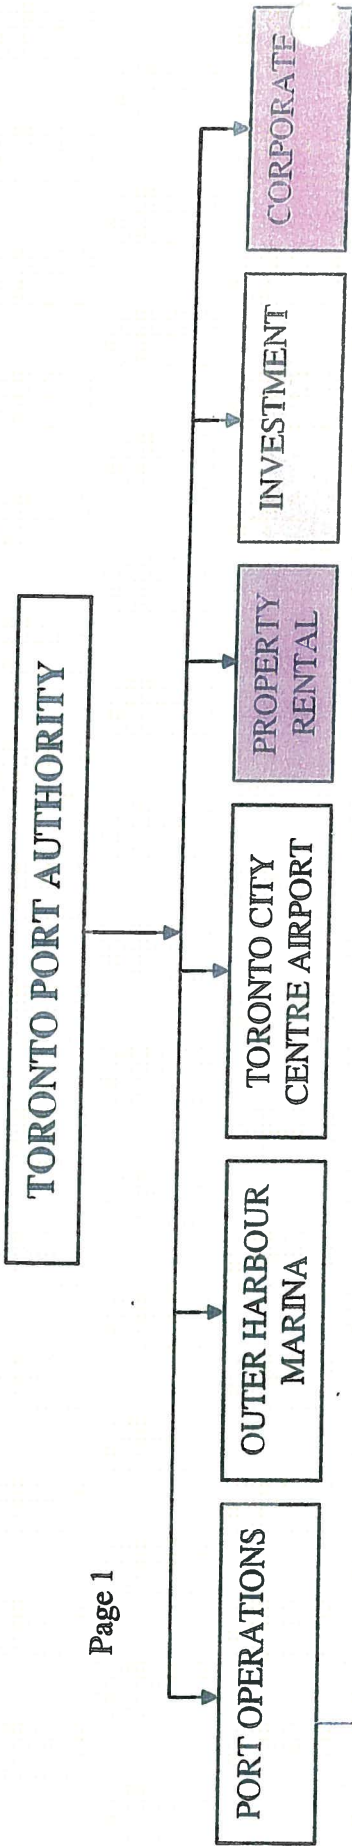 Page 1
TORONTO PORT AUTHORITY
PORT OPERATIONS
OUTER HARBOUR
MARINA
TORONTO CITY
CENTRE AIRPORT
PROPERTY
RENTAL
INVESTMENT
CORPORATE